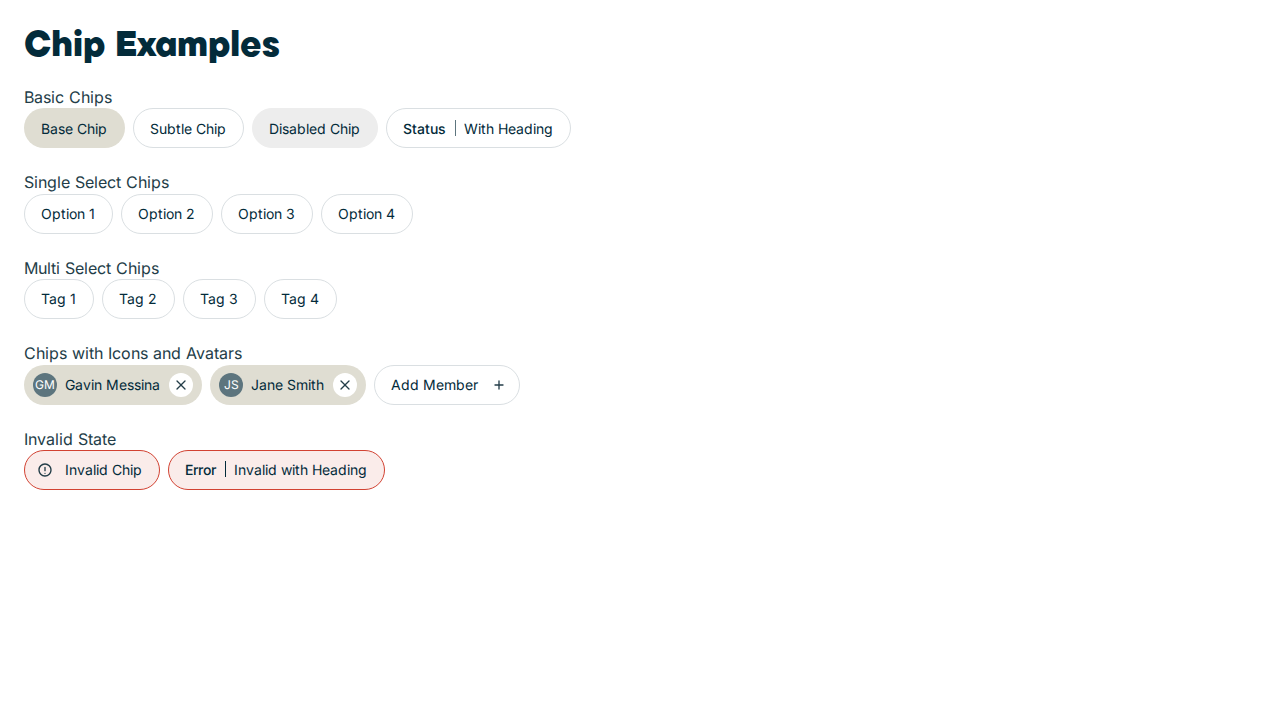 Chip Examples
Basic Chips
Base Chip Subtle Chip Disabled Chip Status With Heading
Single Select Chips
Option 1 Option 2 Option 3 Option 4
Multi Select Chips
Tag 1 Tag 2 Tag 3 Tag 4
Chips with Icons and Avatars
GM Gavin Messina JS Jane Smith Add Member
Invalid State
Invalid Chip Error Invalid with Heading